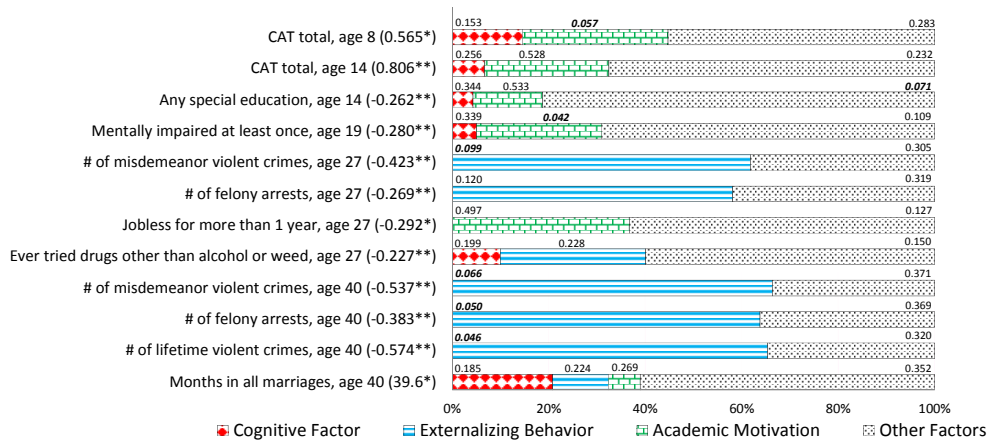 0.153 0.057 0.283
CAT total, age 8 (0.565*)
0.256 0.528 0.232
CAT total, age 14 (0.806**)
0.344 0.533 0.071
Any special education, age 14 (-0.262**)
0.339 0.042 0.109
Mentally impaired at least once, age 19 (-0.280**)
0.099 0.305
# of misdemeanor violent crimes, age 27 (-0.423**)
0.120 0.319
# of felony arrests, age 27 (-0.269**)
0.497 0.127
Jobless for more than 1 year, age 27 (-0.292*)
0.199 0.228 0.150
Ever tried drugs other than alcohol or weed, age 27 (-0.227**)
0.066 0.371
# of misdemeanor violent crimes, age 40 (-0.537**)
0.050 0.369
# of felony arrests, age 40 (-0.383**)
0.046 0.320
# of lifetime violent crimes, age 40 (-0.574**)
0.185 0.224 0.269 0.352
Months in all marriages, age 40 (39.6*)
0% 20% 40% 60% 80% 100%
Cognitive Factor Externalizing Behavior Academic Motivation Other Factors